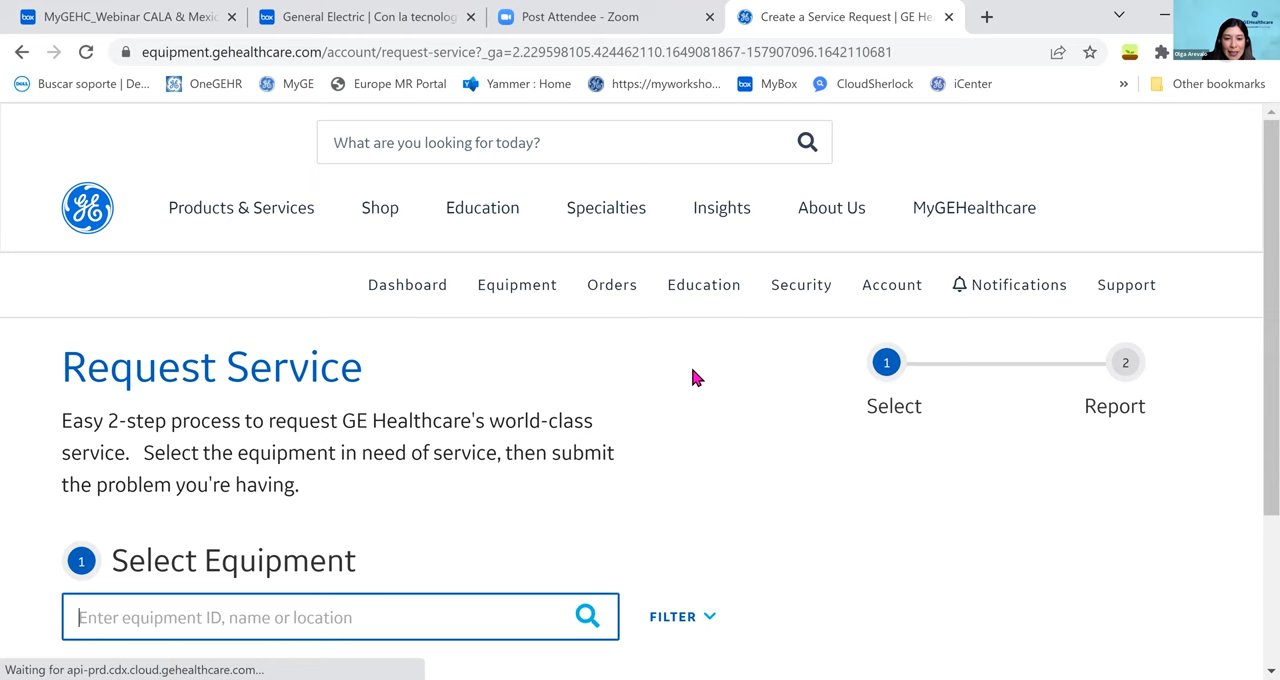 MyGEHC_Webinar CALA & Mexic
General Electric | Con la tecnolog
Post Attendee - Zoom
Create a Service Request | GE He
equipment.gehealthcare.com/account/request-service?_ga=2.229598105.424462110.1649081867-157907096.1642110681
Olga Arevalo
Buscar soporte | De...
OneGEHR
MyGE
Europe MR Portal
Yammer : Home
https://myworksho...
MyBox
CloudSherlock
iCenter
»
Other bookmarks
What are you looking for today?
Products & Services
Shop
Education
Specialties
Insights
About Us
MyGEHealthcare
Dashboard
Equipment
Orders
Education
Security
Account
Notifications
Support
Request Service
1
2
Select
Report
Easy 2-step process to request GE Healthcare's world-class
service. Select the equipment in need of service, then submit
the problem you're having.
1 Select Equipment
Enter equipment ID, name or location
FILTER
Waiting for api-prd.cdx.cloud.gehealthcare.com...